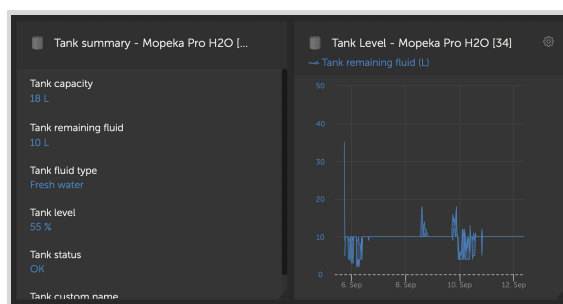 Tank summary - Mopeka Pro H2O [...
Tank capacity
18 L
Tank remaining fluid
10 L
Tank fluid type
Fresh water
Tank level
55 %
Tank status
OK
Tank custom name
Tank Level - Mopeka Pro H2O [34]
Tank remaining fluid (L)
50
40
30
20
10
0
6. Sep
8. Sep
10. Sep
12. Sep